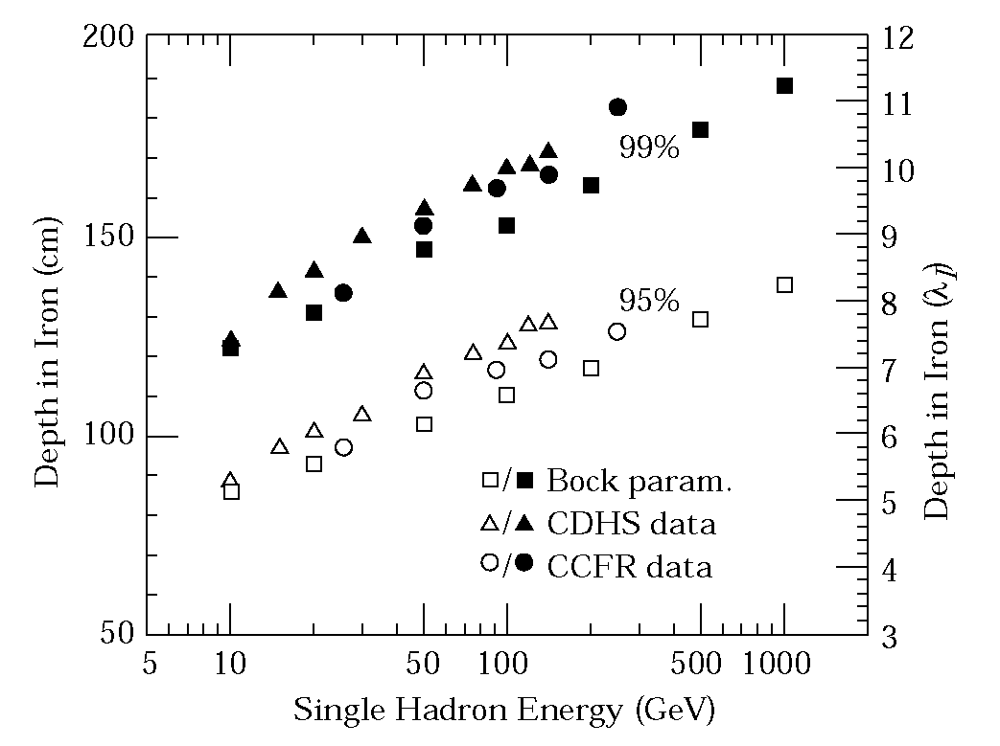 200
150
100
50
Depth in Iron (cm)
12
11
10
9
8
7
6
5
4
3
Depth in Iron (λI)
99%
95%
□/■ Bock param.
△/▲ CDHS data
○/● CCFR data
5 10 50 100 500 1000
Single Hadron Energy (GeV)